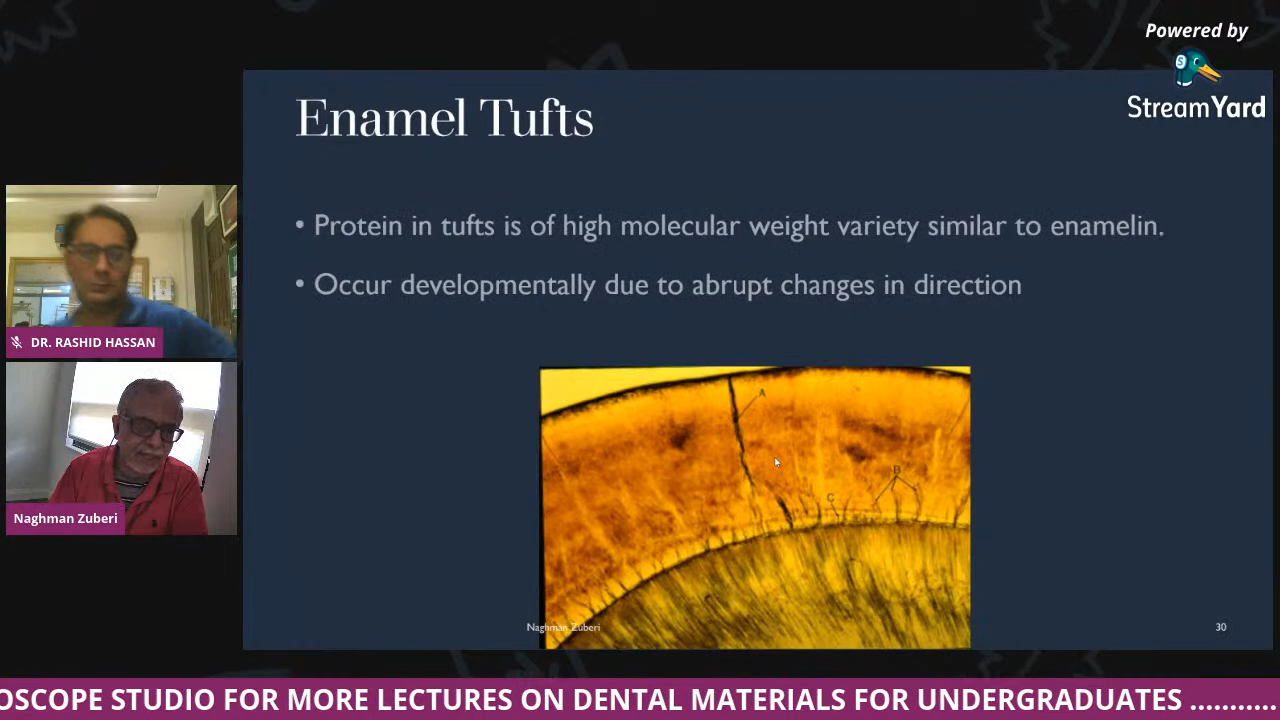 Powered by
StreamYard
Enamel Tufts
• Protein in tufts is of high molecular weight variety similar to enamelin.
• Occur developmentally due to abrupt changes in direction
A
B
C
DR. RASHID HASSAN
Naghman Zuberi
Naghman Zuberi
30
OSCOPE STUDIO FOR MORE LECTURES ON DENTAL MATERIALS FOR UNDERGRADUATES ...........